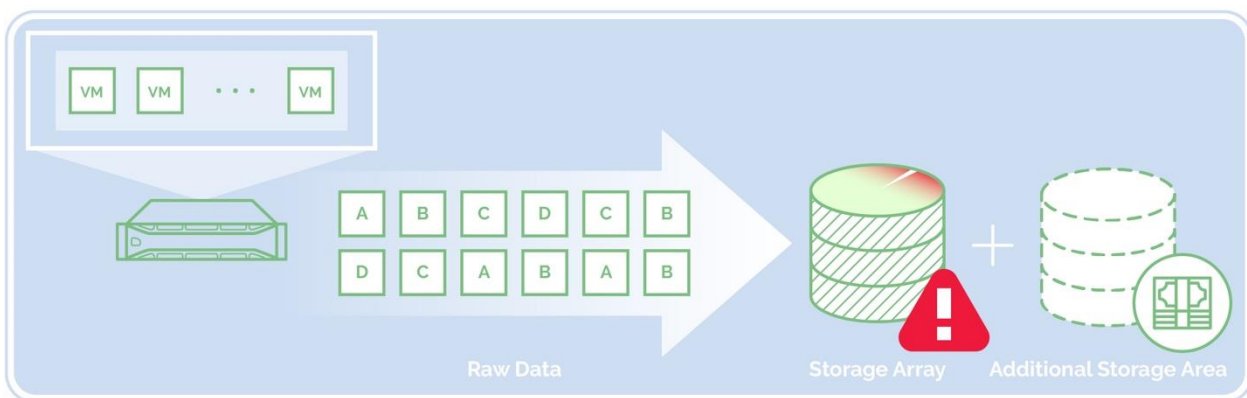 VM VM ... VM
A B C D C B
D C A B A B
Raw Data
Storage Array
Additional Storage Area